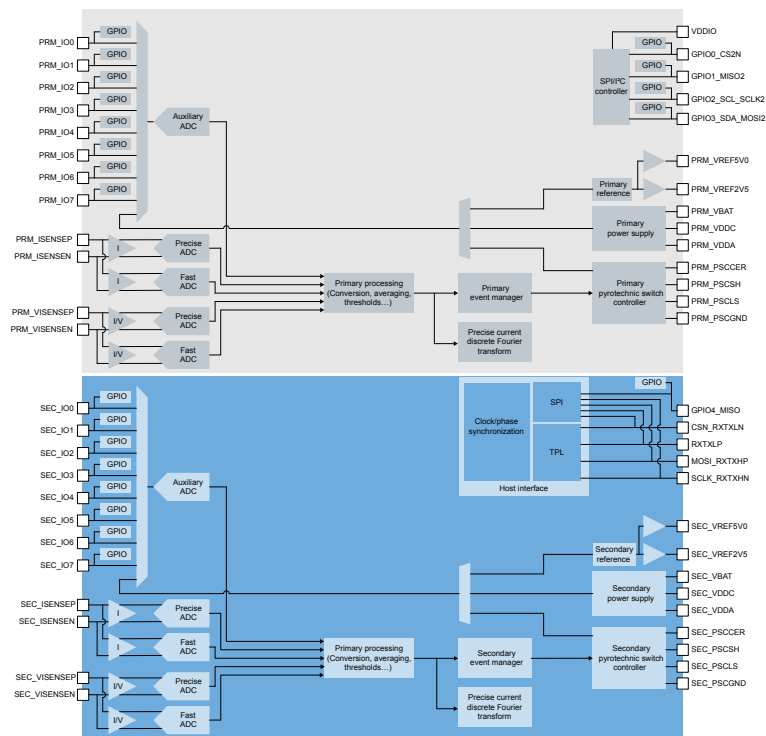 GPIO
PRM_IO0
GPIO
PRM_IO1
GPIO
PRM_IO2
GPIO
PRM_IO3
GPIO
PRM_IO4
GPIO
PRM_IO5
GPIO
PRM_IO6
GPIO
PRM_IO7
Auxiliary
ADC
SPI/I²C
controller
VDDIO
GPIO
GPIO0_CS2N
GPIO
GPIO1_MISO2
GPIO
GPIO2_SCL_SCLK2
GPIO
GPIO3_SDA_MOSI2
PRM_VREF5V0
Primary
reference
PRM_VREF2V5
Primary
power supply
PRM_VBAT
PRM_VDDC
PRM_VDDA
PRM_ISENSEP
PRM_ISENSEN
I
Precise
ADC
I
Fast
ADC
PRM_VISENSEP
PRM_VISENSEN
I/V
Precise
ADC
I/V
Fast
ADC
Primary processing
(Conversion, averaging,
thresholds…)
Primary
event manager
Precise current
discrete Fourier
transform
Primary
pyrotechnic switch
controller
PRM_PSCCER
PRM_PSCSH
PRM_PSCLS
PRM_PSCGND
GPIO
SEC_IO0
GPIO
SEC_IO1
GPIO
SEC_IO2
GPIO
SEC_IO3
GPIO
SEC_IO4
GPIO
SEC_IO5
GPIO
SEC_IO6
GPIO
SEC_IO7
Auxiliary
ADC
Clock/phase
synchronization
SPI
TPL
Host interface
GPIO
GPIO4_MISO
CSN_RXTXLN
RXTXLP
MOSI_RXTXHP
SCLK_RXTXHN
SEC_VREF5V0
Secondary
reference
SEC_VREF2V5
Secondary
power supply
SEC_VBAT
SEC_VDDC
SEC_VDDA
SEC_ISENSEP
SEC_ISENSEN
I
Precise
ADC
I
Fast
ADC
SEC_VISENSEP
SEC_VISENSEN
I/V
Precise
ADC
I/V
Fast
ADC
Primary processing
(Conversion, averaging,
thresholds…)
Secondary
event manager
Precise current
discrete Fourier
transform
Secondary
pyrotechnic switch
controller
SEC_PSCCER
SEC_PSCSH
SEC_PSCLS
SEC_PSCGND